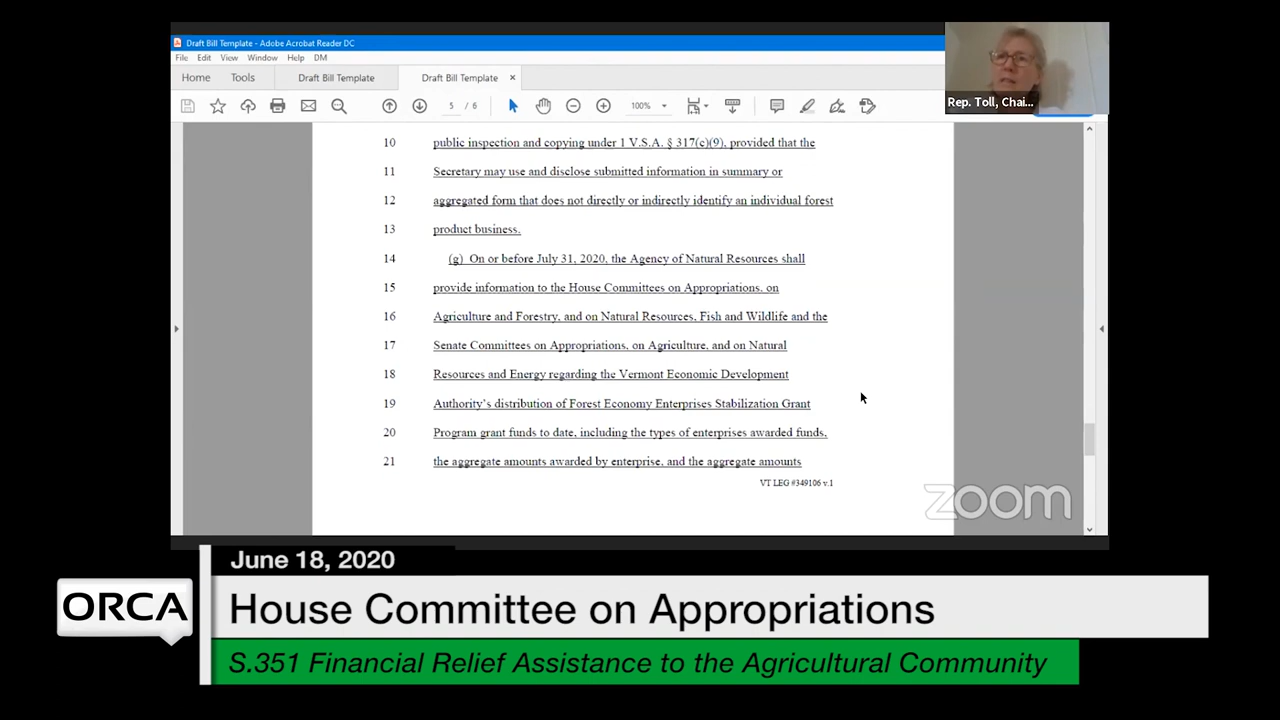 Draft Bill Template - Adobe Acrobat Reader DC
File Edit View Window Help DM
Home Tools Draft Bill Template Draft Bill Template ×
5 / 6 100%
Rep. Toll, Chai...
10 public inspection and copying under 1 V.S.A. § 317(c)(9), provided that the
11 Secretary may use and disclose submitted information in summary or
12 aggregated form that does not directly or indirectly identify an individual forest
13 product business.
14 (g) On or before July 31, 2020, the Agency of Natural Resources shall
15 provide information to the House Committees on Appropriations, on
16 Agriculture and Forestry, and on Natural Resources, Fish and Wildlife and the
17 Senate Committees on Appropriations, on Agriculture, and on Natural
18 Resources and Energy regarding the Vermont Economic Development
19 Authority's distribution of Forest Economy Enterprises Stabilization Grant
20 Program grant funds to date, including the types of enterprises awarded funds,
21 the aggregate amounts awarded by enterprise, and the aggregate amounts
VT LEG #349106 v.1
zoom
June 18, 2020
ORCA
House Committee on Appropriations
S.351 Financial Relief Assistance to the Agricultural Community